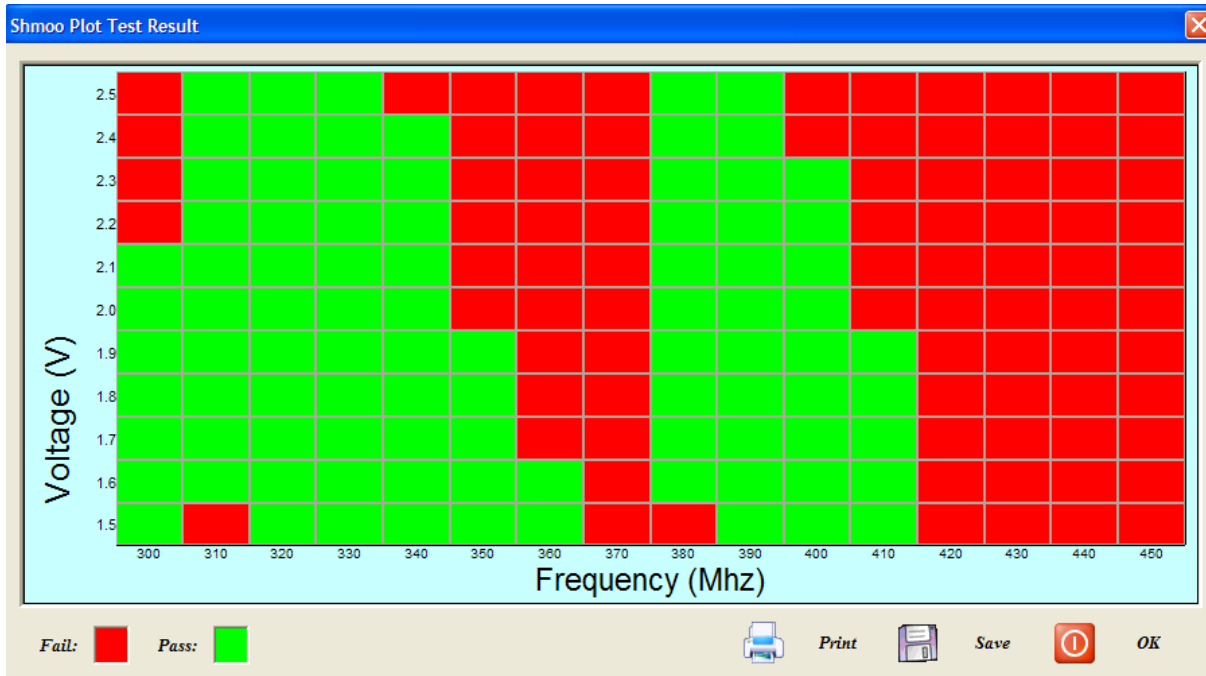 Shmoo Plot Test Result
2.5
2.4
2.3
2.2
2.1
2.0
1.9
1.8
1.7
1.6
1.5
Voltage (V)
300 310 320 330 340 350 360 370 380 390 400 410 420 430 440 450
Frequency (Mhz)
Fail: Pass: Print Save OK